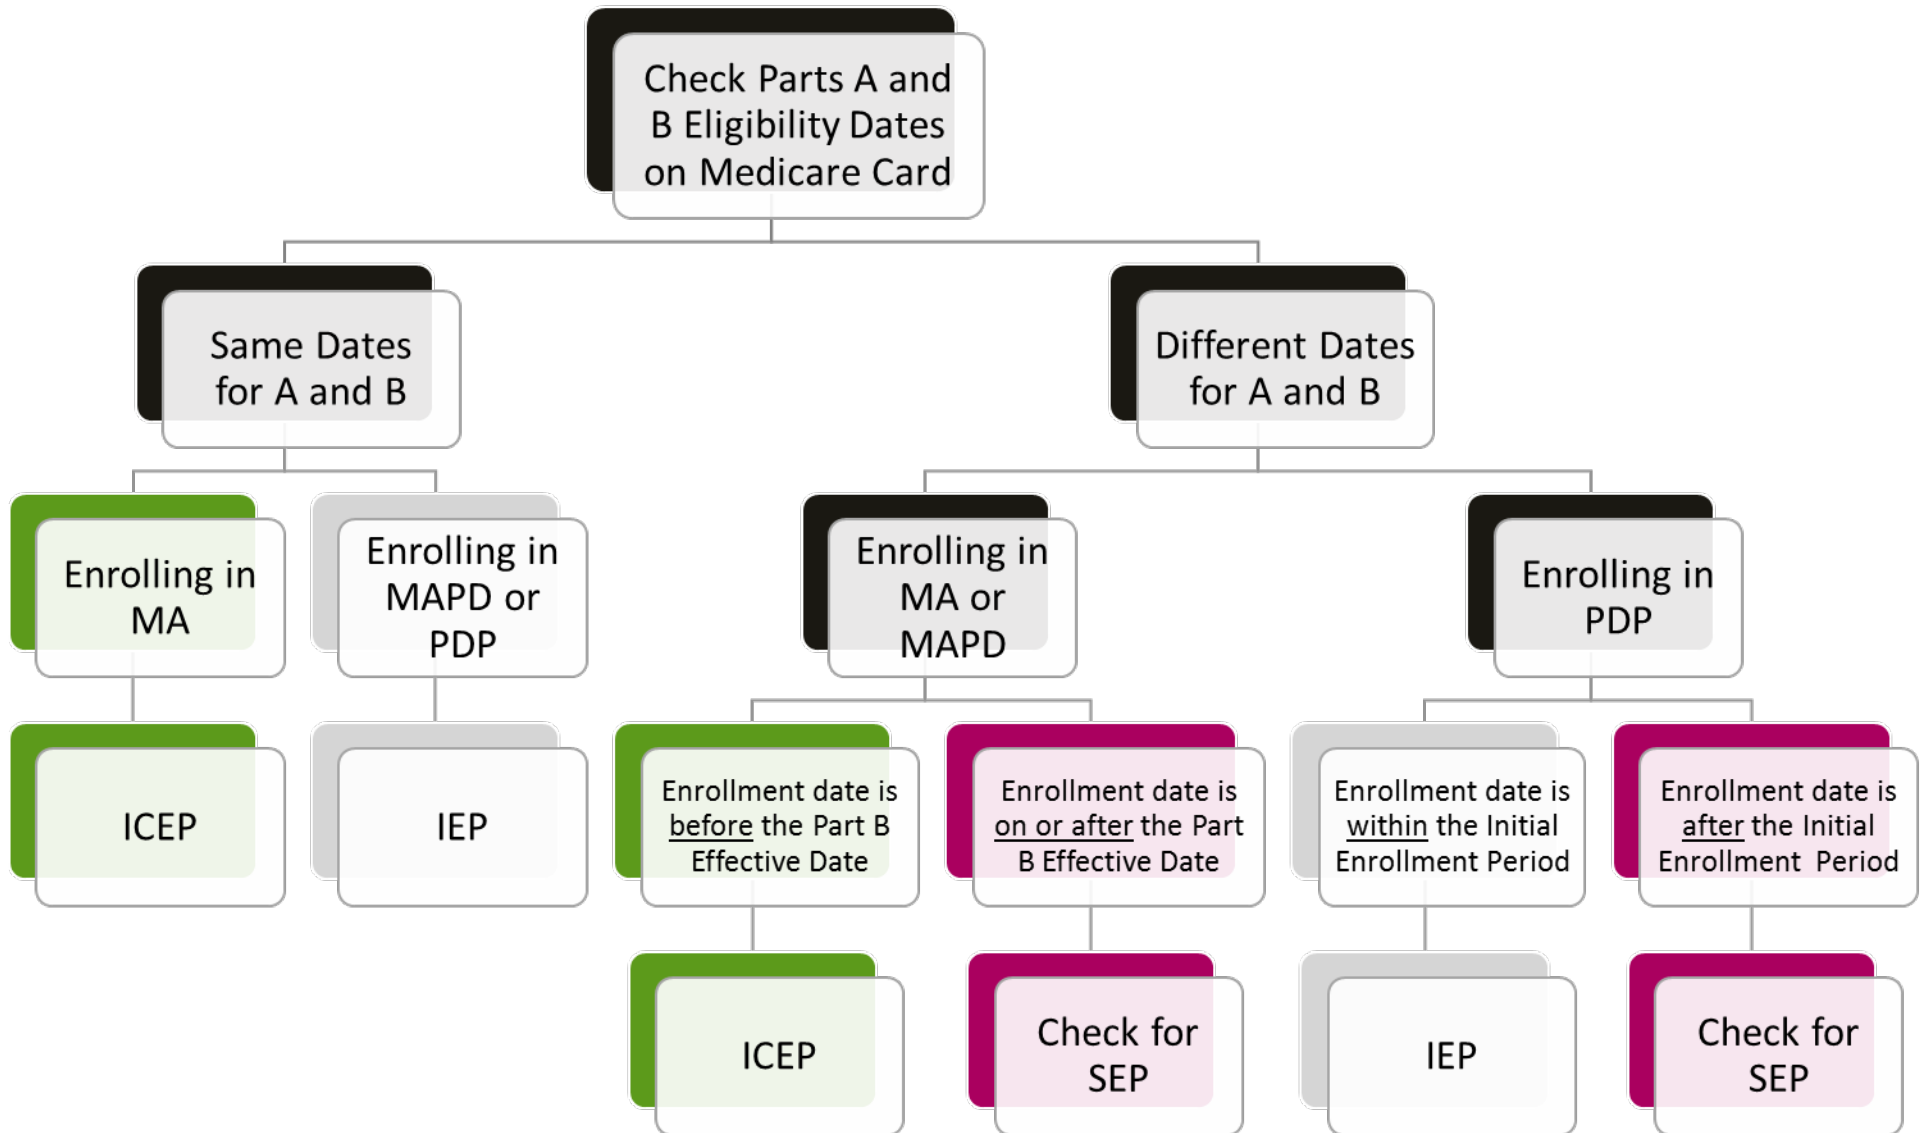 Check Parts A and
B Eligibility Dates
on Medicare Card
Same Dates
for A and B
Different Dates
for A and B
Enrolling in
MA
Enrolling in
MAPD or
PDP
Enrolling in
MA or
MAPD
Enrolling in
PDP
ICEP
IEP
Enrollment date is
before the Part B
Effective Date
Enrollment date is
on or after the Part
B Effective Date
Enrollment date is
within the Initial
Enrollment Period
Enrollment date is
after the Initial
Enrollment Period
ICEP
Check for
SEP
IEP
Check for
SEP